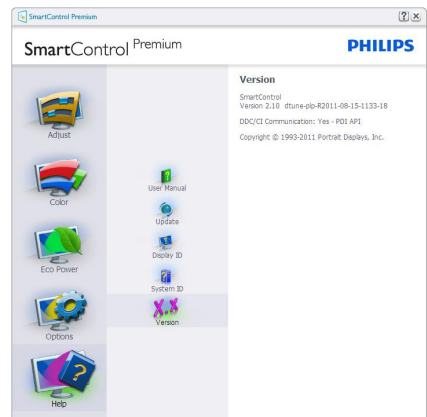 SmartControl Premium
SmartControl Premium
PHILIPS
Adjust
Color
Eco Power
Options
Help
User Manual
Update
Display ID
System ID
X.X
Version
Version
SmartControl
Version 2.10 dtune-plp-R2011-08-15-1133-18
DDC/CI Communication: Yes - PDI API
Copyright © 1993-2011 Portrait Displays, Inc.